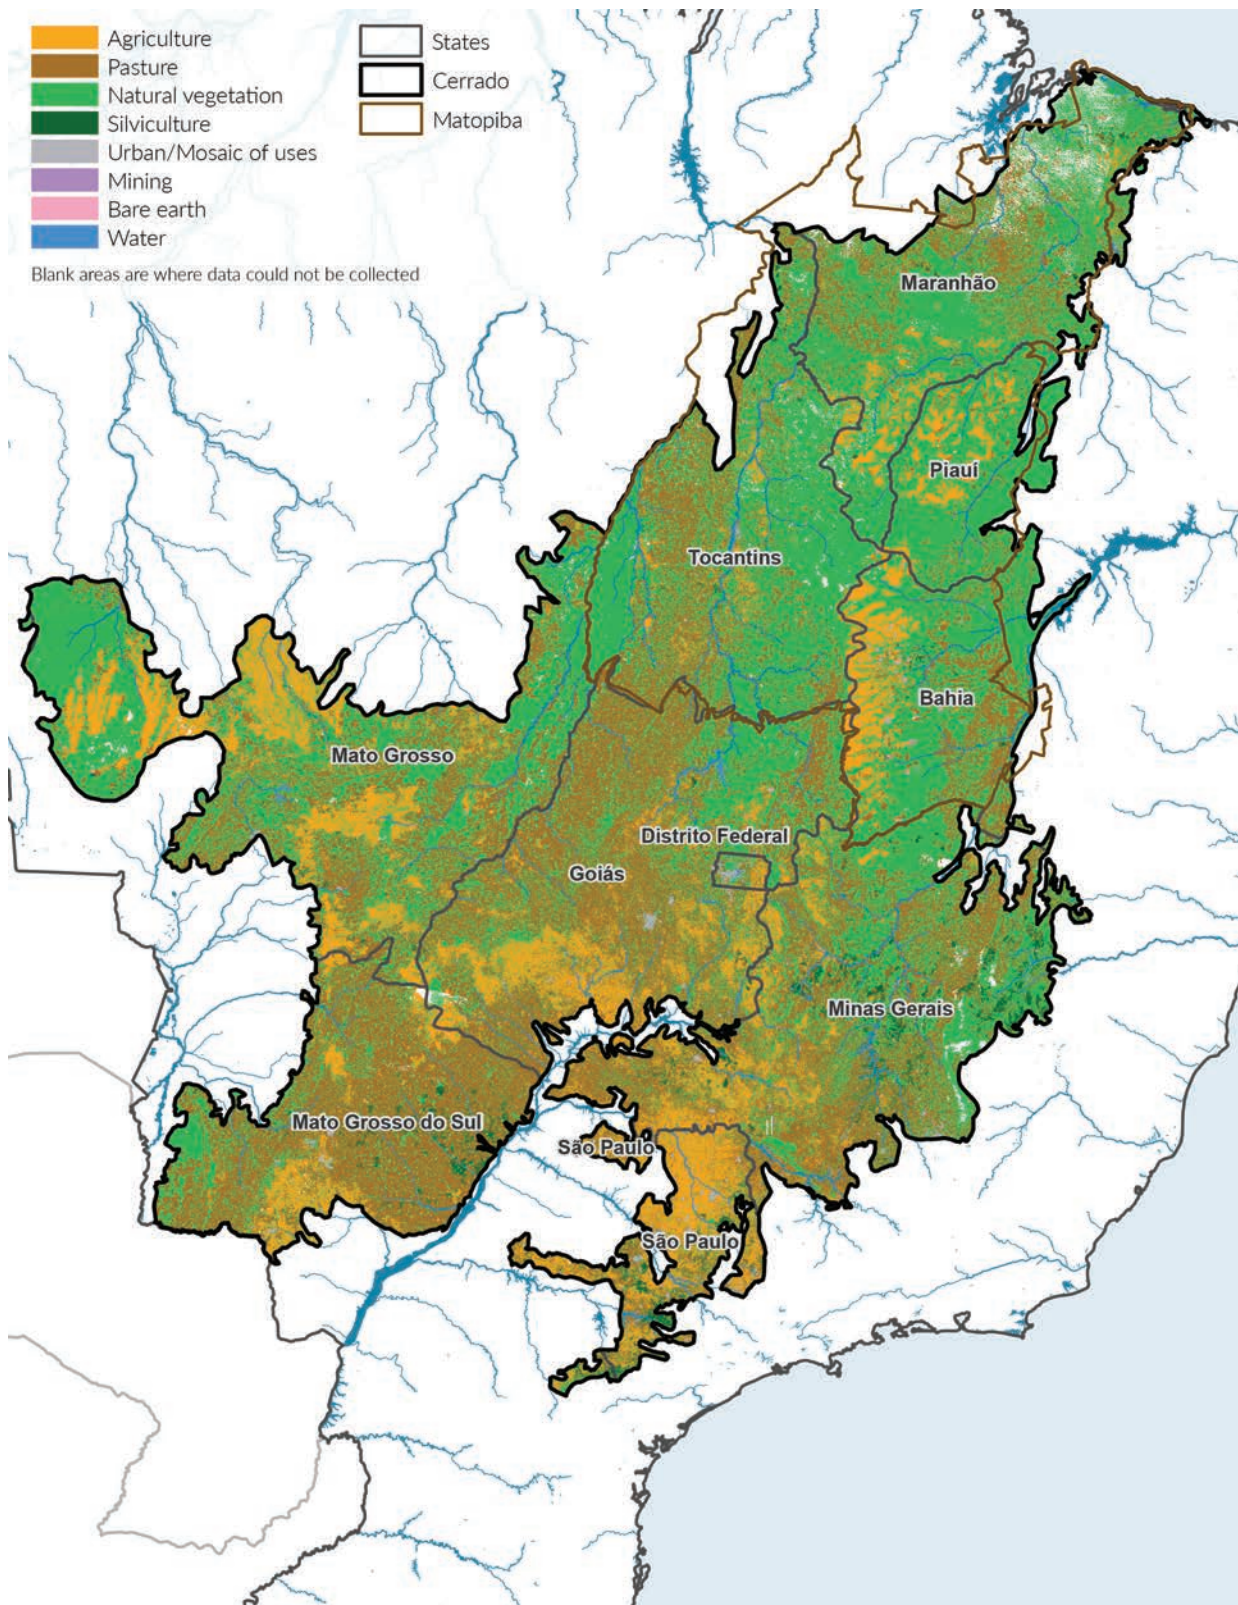 Agriculture
Pasture
Natural vegetation
Silviculture
Urban/Mosaic of uses
Mining
Bare earth
Water
States
Cerrado
Matopiba
Blank areas are where data could not be collected
Maranhão
Piauí
Tocantins
Bahia
Mato Grosso
Distrito Federal
Goiás
Minas Gerais
Mato Grosso do Sul
São Paulo
São Paulo